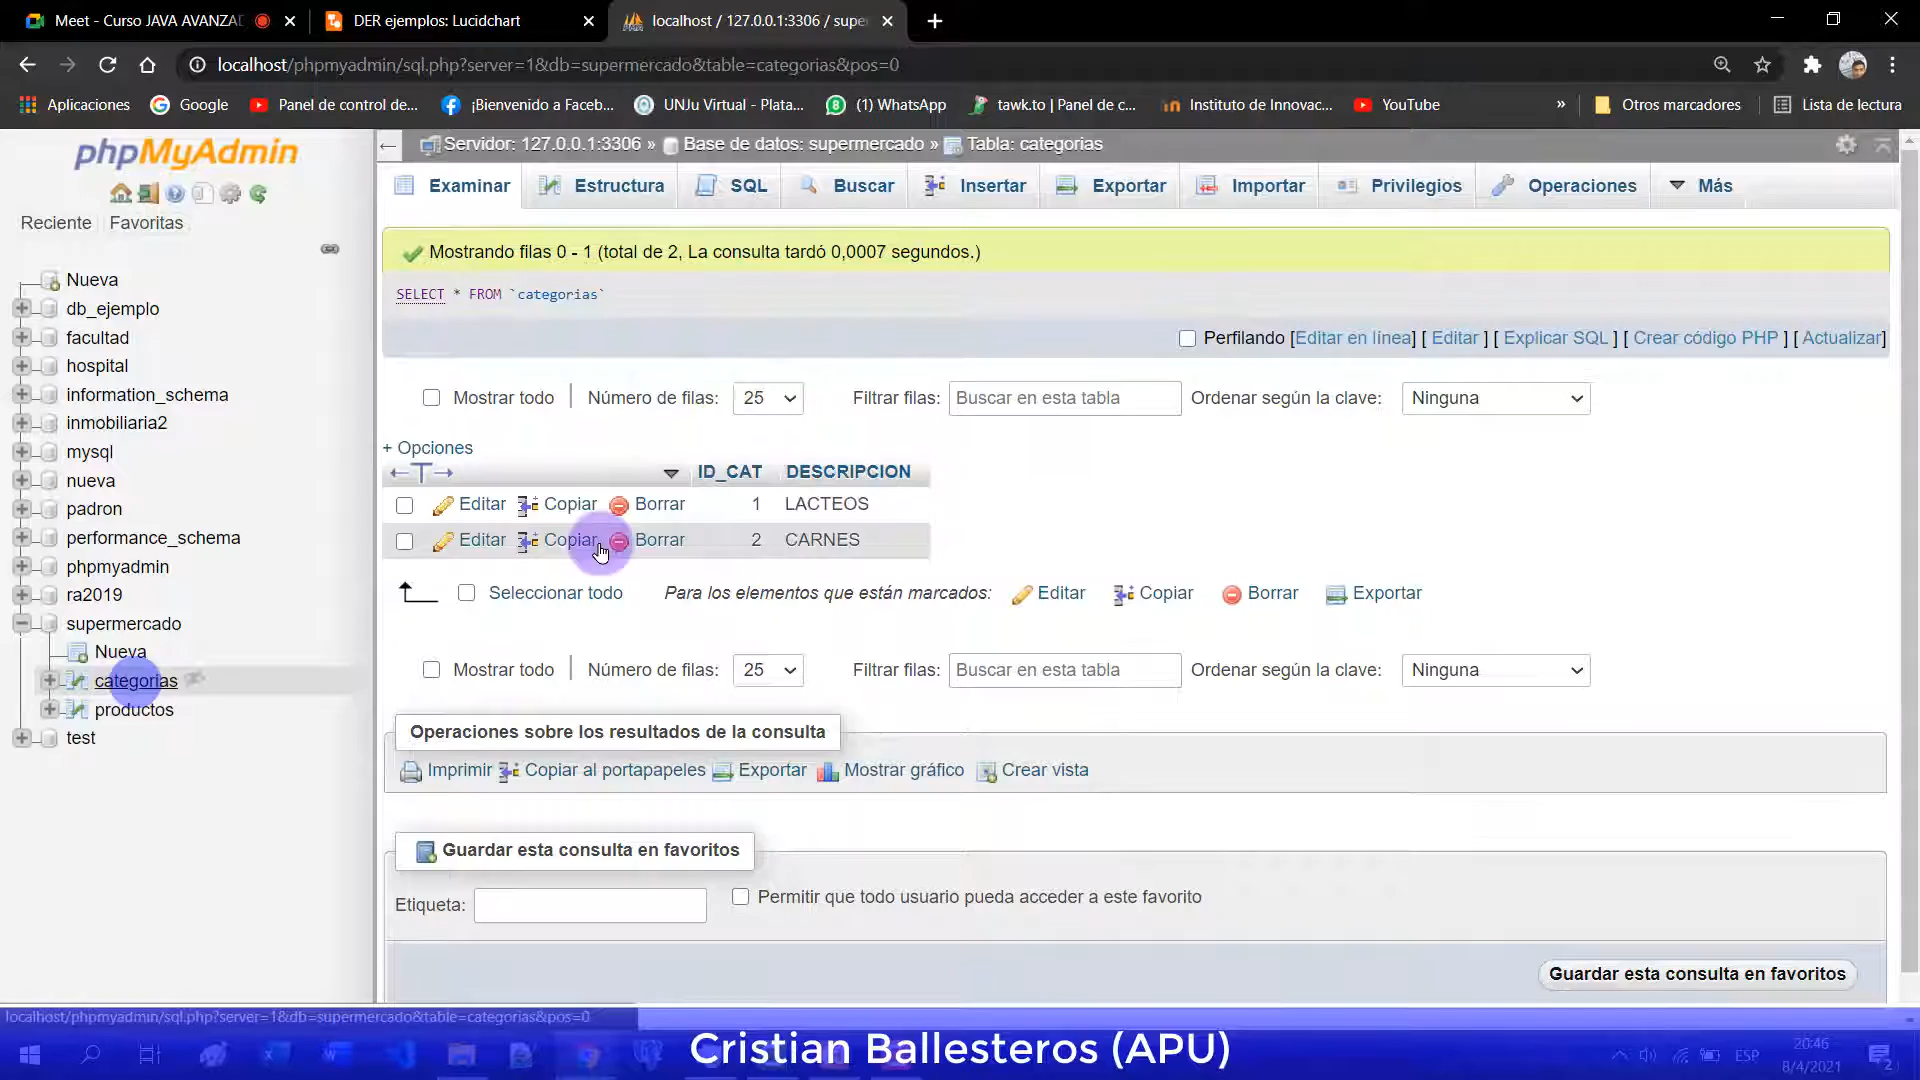 Meet - Curso JAVA AVANZAD
DER ejemplos: Lucidchart
localhost / 127.0.0.1:3306 / supe
localhost/phpmyadmin/sql.php?server=1&db=supermercado&table=categorias&pos=0
Aplicaciones
Google
Panel de control de...
¡Bienvenido a Faceb...
UNJu Virtual - Plata...
(1) WhatsApp
tawk.to | Panel de c...
Instituto de Innovac...
YouTube
»
Otros marcadores
Lista de lectura
phpMyAdmin
Reciente Favoritas
Nueva
db_ejemplo
facultad
hospital
information_schema
inmobiliaria2
mysql
nueva
padron
performance_schema
phpmyadmin
ra2019
supermercado
Nueva
categorias
productos
test
Servidor: 127.0.0.1:3306 » Base de datos: supermercado » Tabla: categorias
Examinar Estructura SQL Buscar Insertar Exportar Importar Privilegios Operaciones Más
Mostrando filas 0 - 1 (total de 2, La consulta tardó 0,0007 segundos.)
SELECT * FROM `categorias`
Perfilando [Editar en línea] [ Editar ] [ Explicar SQL ] [ Crear código PHP ] [ Actualizar]
Mostrar todo | Número de filas: 25 Filtrar filas: Buscar en esta tabla Ordenar según la clave: Ninguna
+ Opciones
←T→ ID_CAT DESCRIPCION
Editar Copiar Borrar 1 LACTEOS
Editar Copiar Borrar 2 CARNES
Seleccionar todo Para los elementos que están marcados: Editar Copiar Borrar Exportar
Mostrar todo | Número de filas: 25 Filtrar filas: Buscar en esta tabla Ordenar según la clave: Ninguna
Operaciones sobre los resultados de la consulta
Imprimir Copiar al portapapeles Exportar Mostrar gráfico Crear vista
Guardar esta consulta en favoritos
Etiqueta: Permitir que todo usuario pueda acceder a este favorito
Guardar esta consulta en favoritos
localhost/phpmyadmin/sql.php?server=1&db=supermercado&table=categorias&pos=0
Cristian Ballesteros (APU)
ESP
20:46
8/4/2021
2